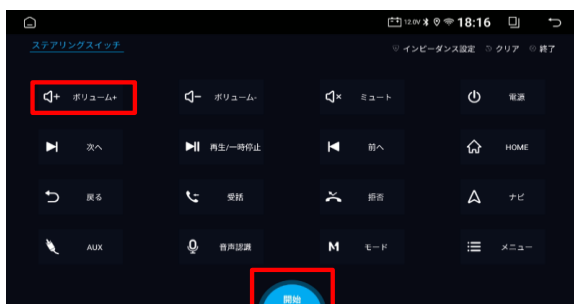 12.0V 18:16
ステアリングスイッチ インピーダンス設定 クリア 終了
ボリューム+ ボリューム- ミュート 電源
次へ 再生/一時停止 前へ HOME
戻る 受話 拒否 ナビ
AUX 音声認識 M モード メニュー
開始